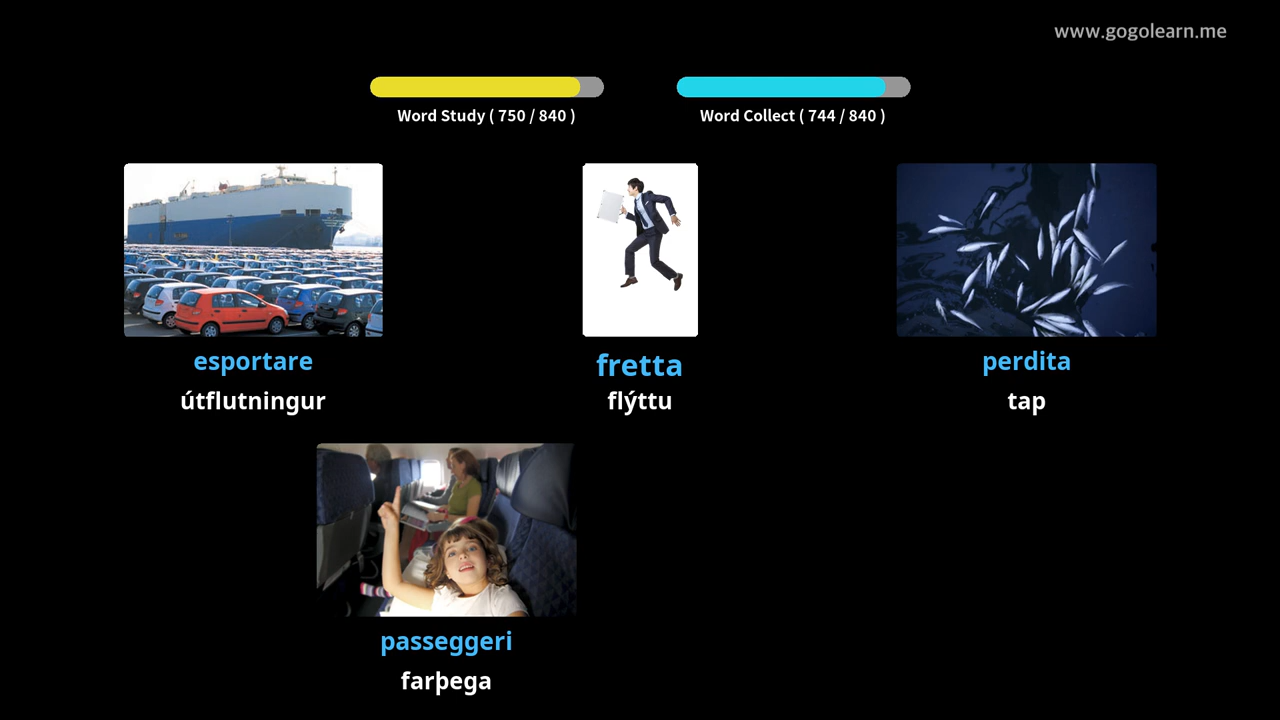 www.gogolearn.me
Word Study ( 750 / 840 )
Word Collect ( 744 / 840 )
esportare
útflutningur
fretta
flýttu
perdita
tap
passeggeri
farþega